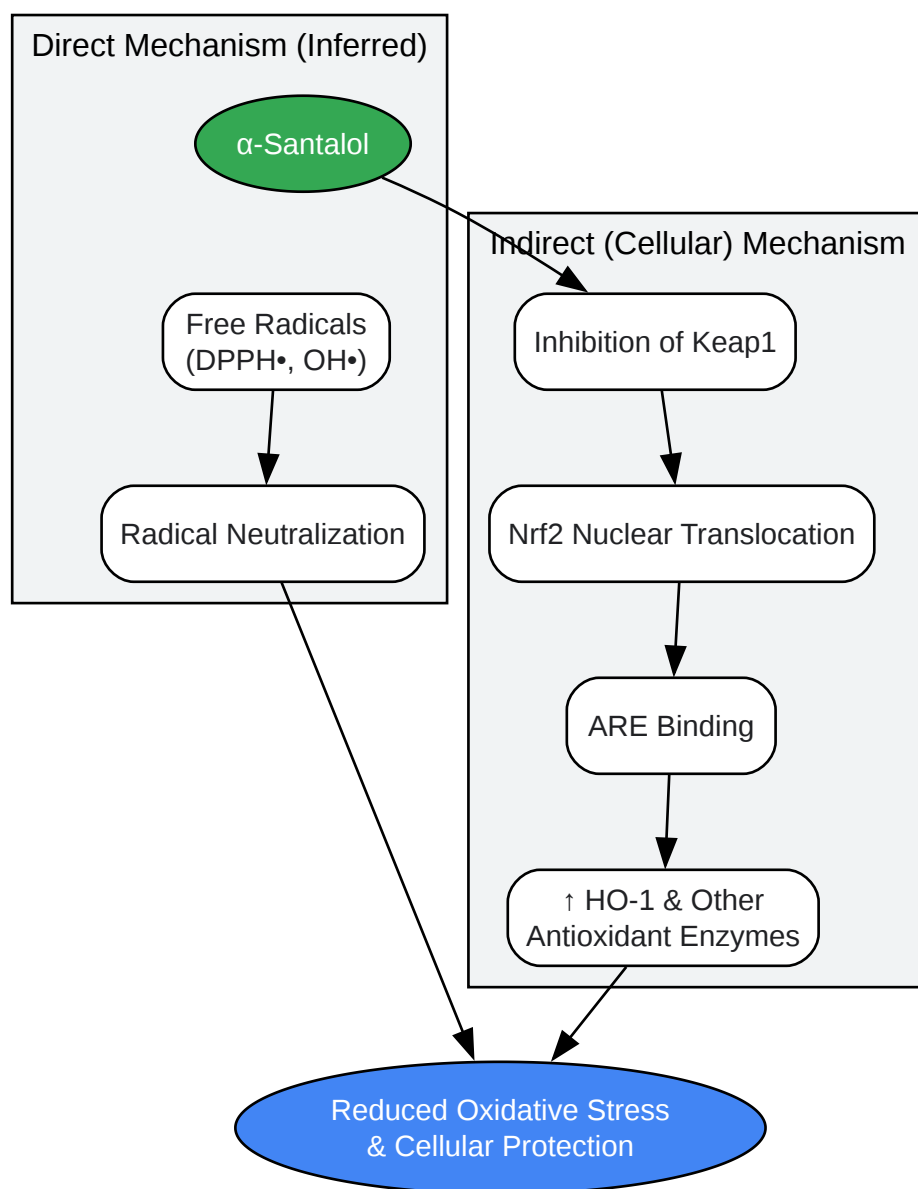 Direct Mechanism (Inferred)
α-Santalol
Free Radicals
(DPPH•, OH•)
Radical Neutralization
Indirect (Cellular) Mechanism
Inhibition of Keap1
Nrf2 Nuclear Translocation
ARE Binding
↑ HO-1 & Other
Antioxidant Enzymes
Reduced Oxidative Stress
& Cellular Protection